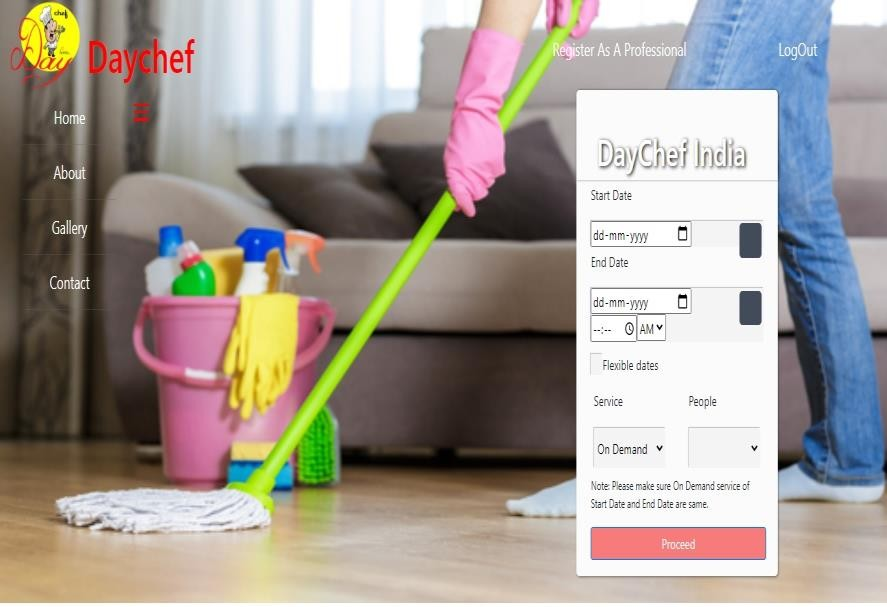 chef
Day
Daychef
Register As A Professional
LogOut
Home
About
Gallery
Contact
DayChef India
Start Date
dd-mm-yyyy
End Date
dd-mm-yyyy
--:-- AM
Flexible dates
Service People
On Demand
Note: Please make sure On Demand service of
Start Date and End Date are same.
Proceed